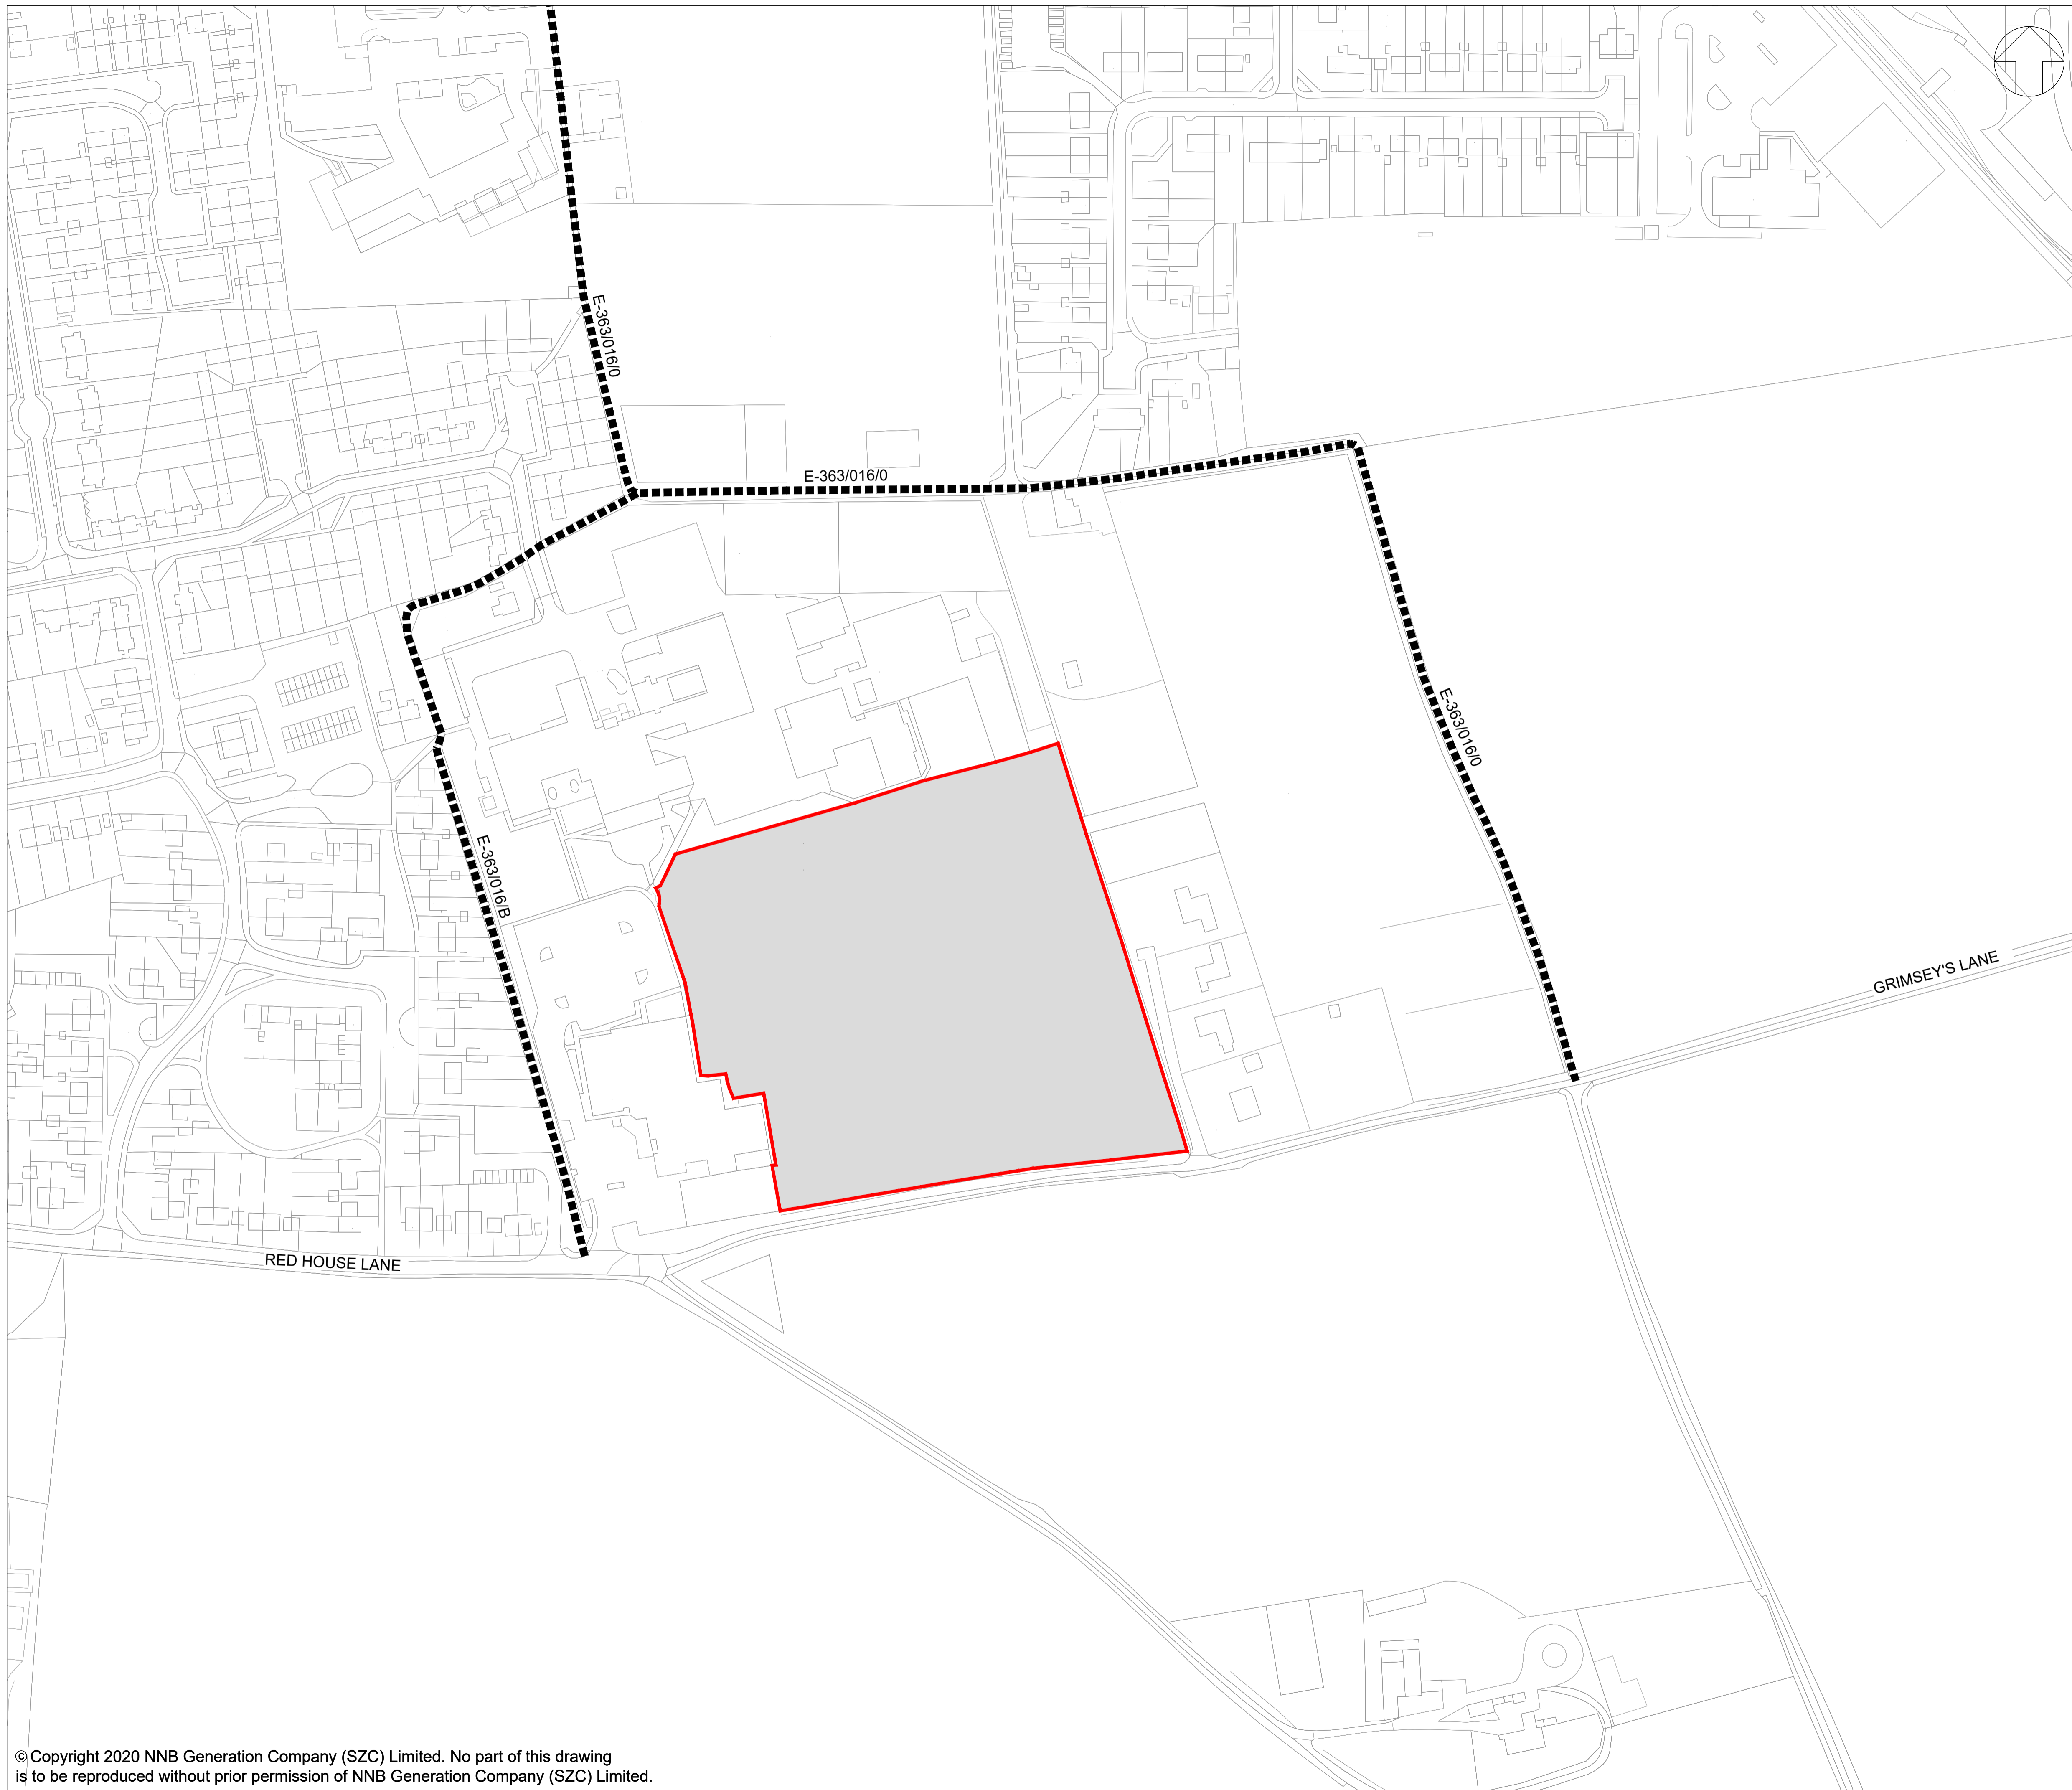 E-363/016/0
E-363/016/0
E-363/016/0
E-363/016/B
GRIMSEY'S LANE
RED HOUSE LANE
© Copyright 2020 NNB Generation Company (SZC) Limited. No part of this drawing
is to be reproduced without prior permission of NNB Generation Company (SZC) Limited.